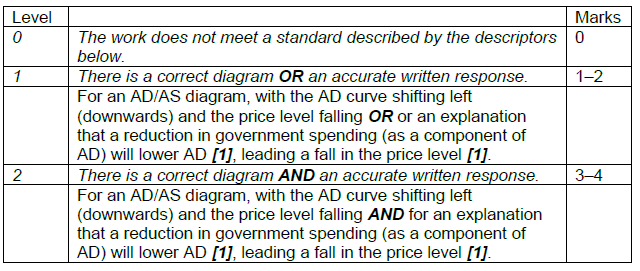 Level Marks
0 The work does not meet a standard described by the descriptors 0
below.
1 There is a correct diagram OR an accurate written response. 1–2
For an AD/AS diagram, with the AD curve shifting left
(downwards) and the price level falling OR or an explanation
that a reduction in government spending (as a component of
AD) will lower AD [1], leading a fall in the price level [1].
2 There is a correct diagram AND an accurate written response. 3–4
For an AD/AS diagram, with the AD curve shifting left
(downwards) and the price level falling AND for an explanation
that a reduction in government spending (as a component of
AD) will lower AD [1], leading a fall in the price level [1].